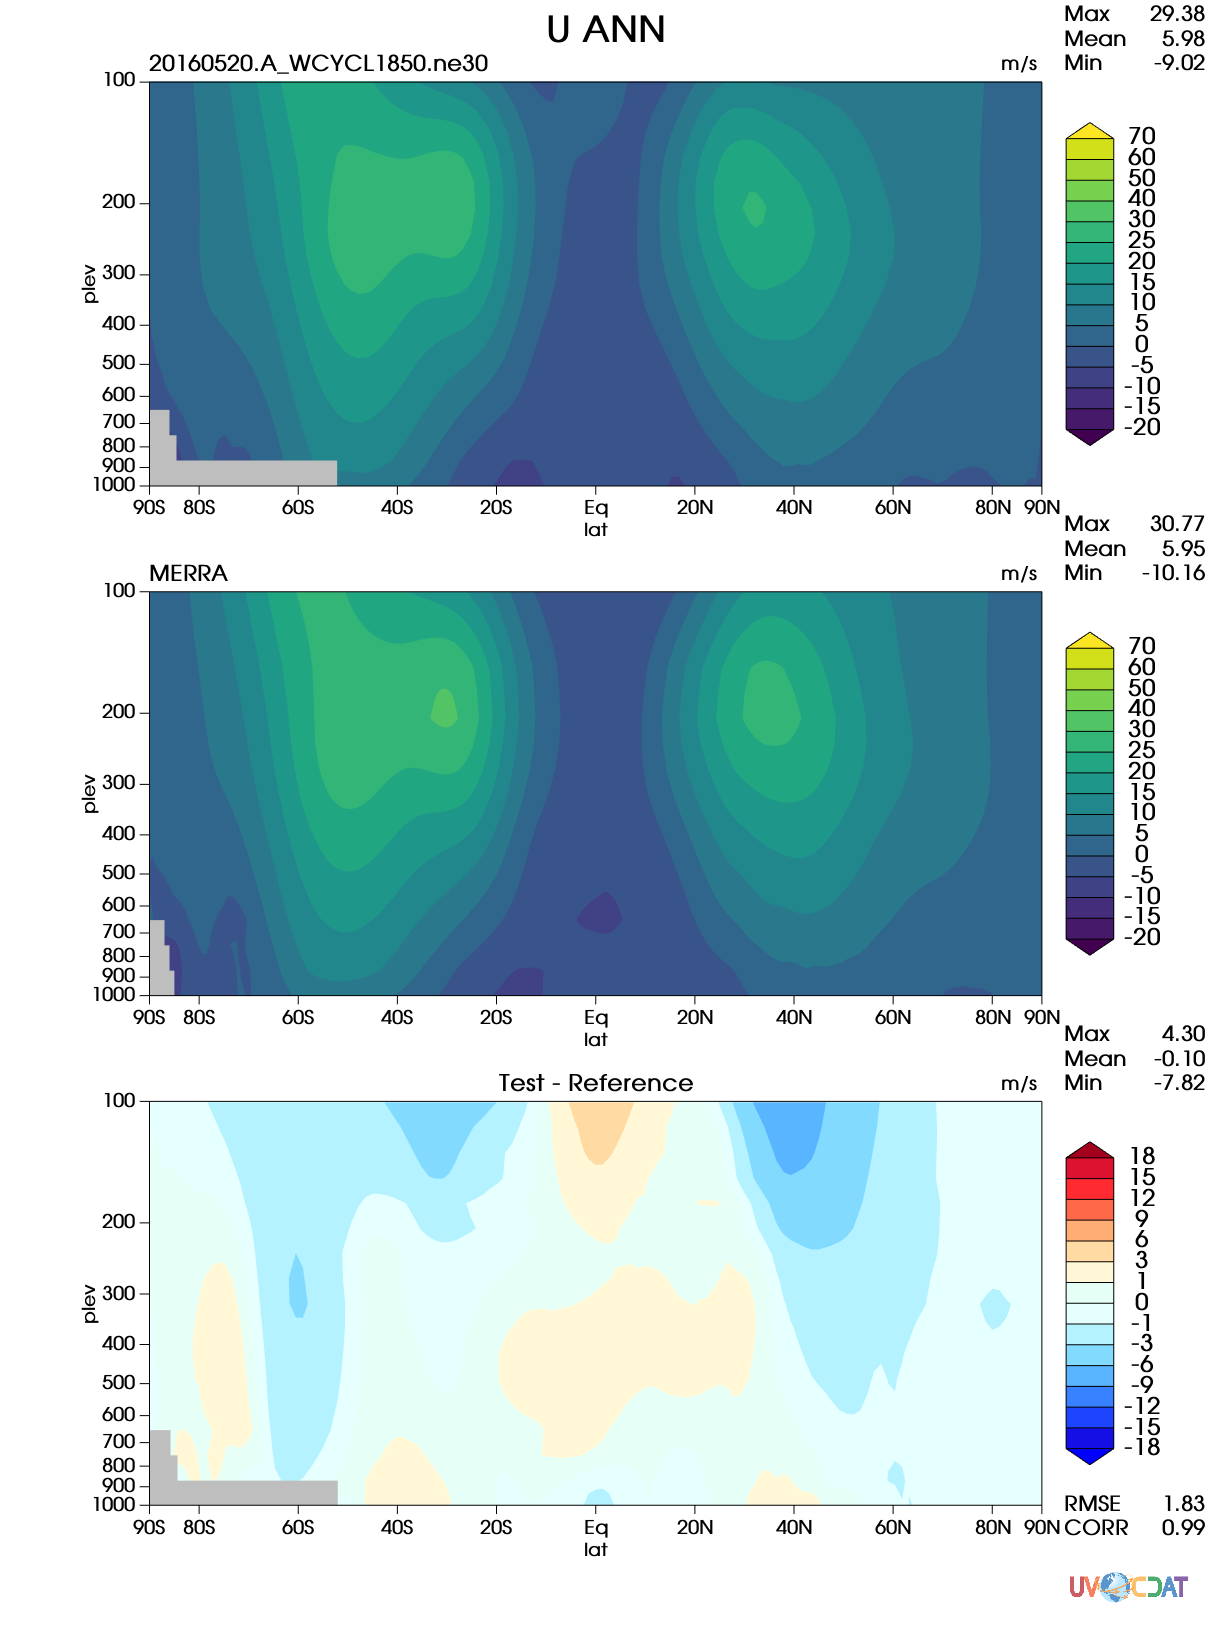 U ANN
Max 29.38
Mean 5.98
Min -9.02
20160520.A_WCYCL1850.ne30
m/s
100
200
300
400
500
600
700
800
900
1000
plev
90S 80S 60S 40S 20S Eq 20N 40N 60N 80N 90N
lat
70
60
50
40
30
25
20
15
10
5
0
-5
-10
-15
-20
Max 30.77
Mean 5.95
Min -10.16
MERRA
m/s
100
200
300
400
500
600
700
800
900
1000
plev
90S 80S 60S 40S 20S Eq 20N 40N 60N 80N 90N
lat
70
60
50
40
30
25
20
15
10
5
0
-5
-10
-15
-20
Max 4.30
Mean -0.10
Min -7.82
Test - Reference
m/s
100
200
300
400
500
600
700
800
900
1000
plev
90S 80S 60S 40S 20S Eq 20N 40N 60N 80N 90N
lat
18
15
12
9
6
3
1
0
-1
-3
-6
-9
-12
-15
-18
RMSE 1.83
CORR 0.99
UV CDAT